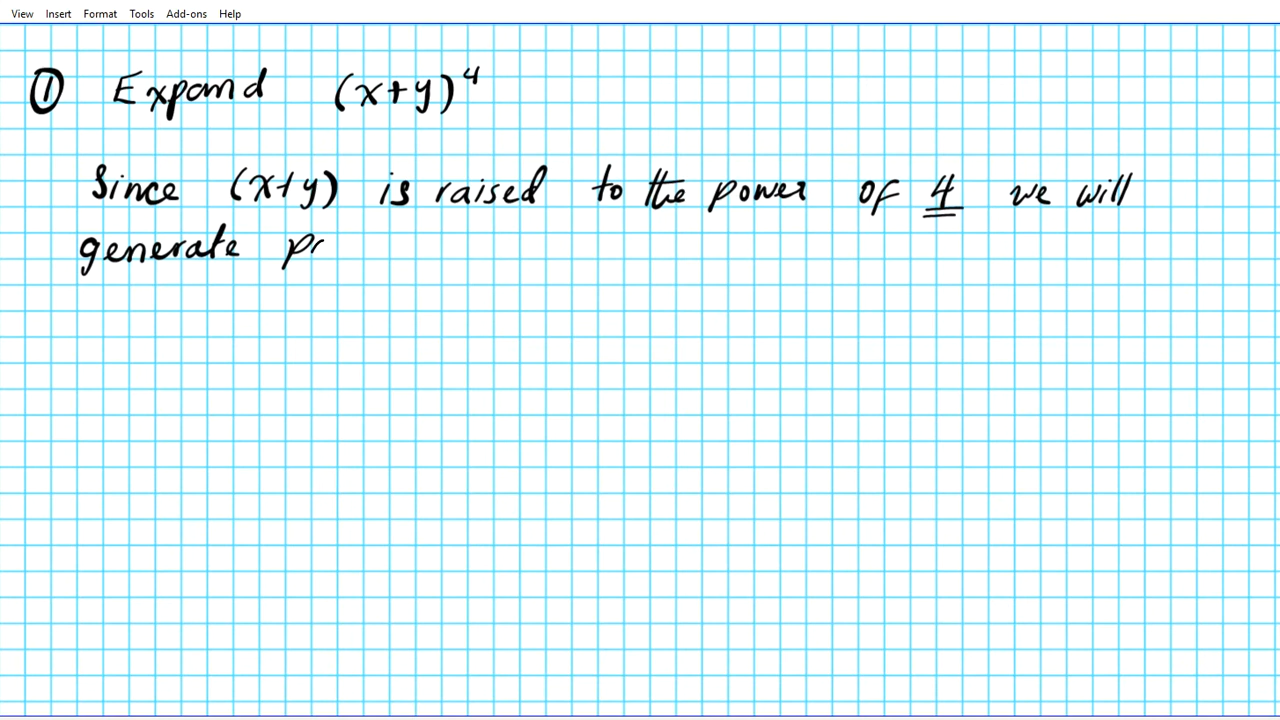 View Insert Format Tools Add-ons Help
① Expand (x+y)⁴
Since (x+y) is raised to the power of 4 we will
generate pr